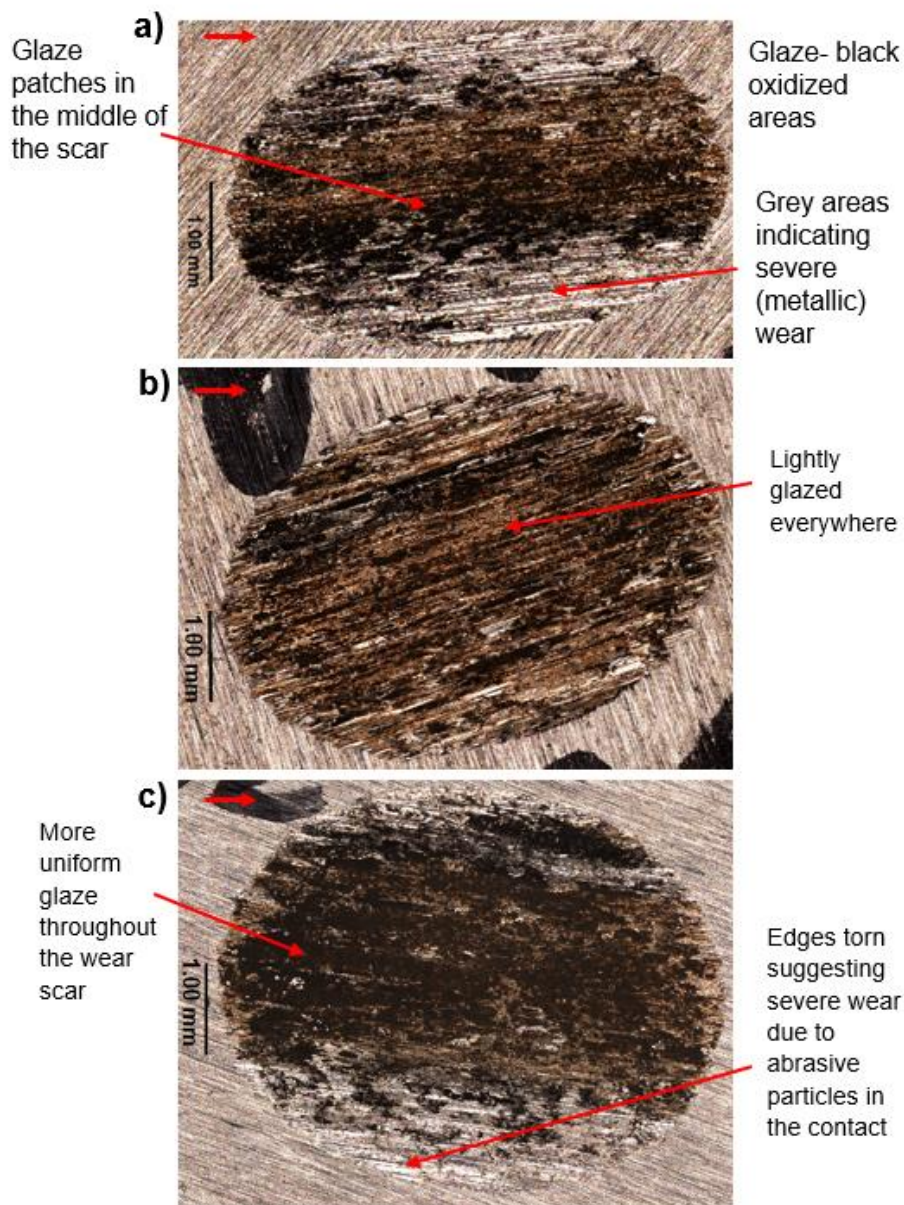 a)
Glaze
patches in
the middle of
the scar
Glaze- black
oxidized
areas
Grey areas
indicating
severe
(metallic)
wear
1.00 mm
b)
Lightly
glazed
everywhere
1.00 mm
c)
More
uniform
glaze
throughout
the wear
scar
Edges torn
suggesting
severe wear
due to
abrasive
particles in
the contact
1.00 mm